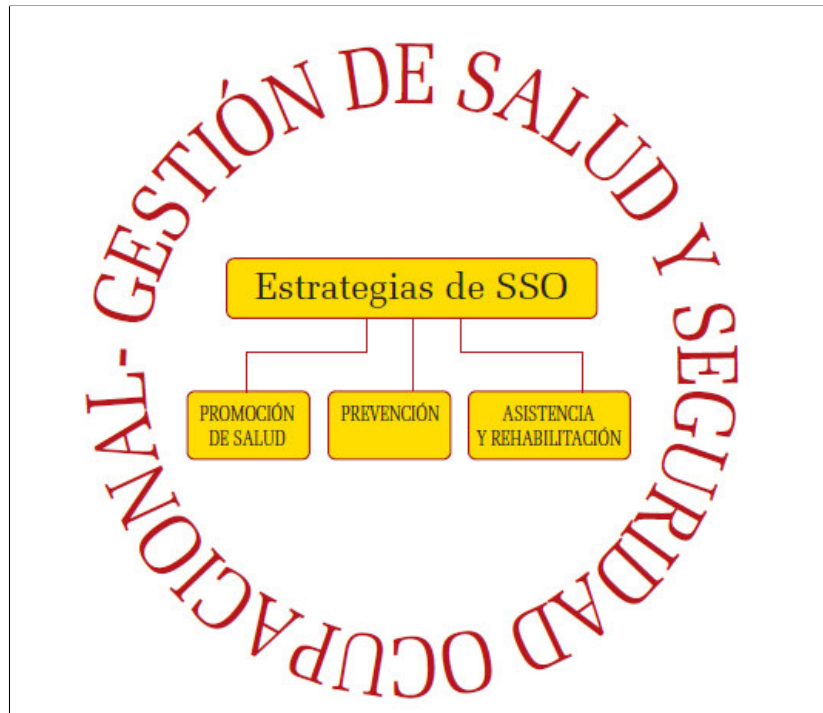 GESTIÓN DE SALUD Y SEGURIDAD OCUPACIONAL-
Estrategias de SSO
PROMOCIÓN
DE SALUD
PREVENCIÓN
ASISTENCIA
Y REHABILITACIÓN